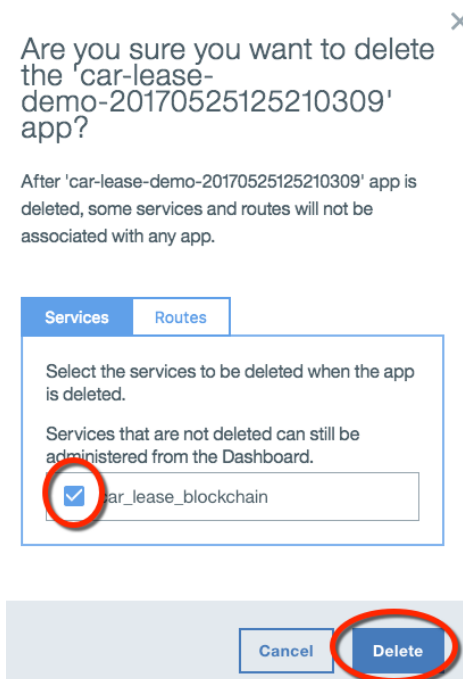 Are you sure you want to delete
the 'car-lease-
demo-20170525125210309'
app?
After 'car-lease-demo-20170525125210309' app is
deleted, some services and routes will not be
associated with any app.
Services Routes
Select the services to be deleted when the app
is deleted.
Services that are not deleted can still be
administered from the Dashboard.
car_lease_blockchain
Cancel Delete